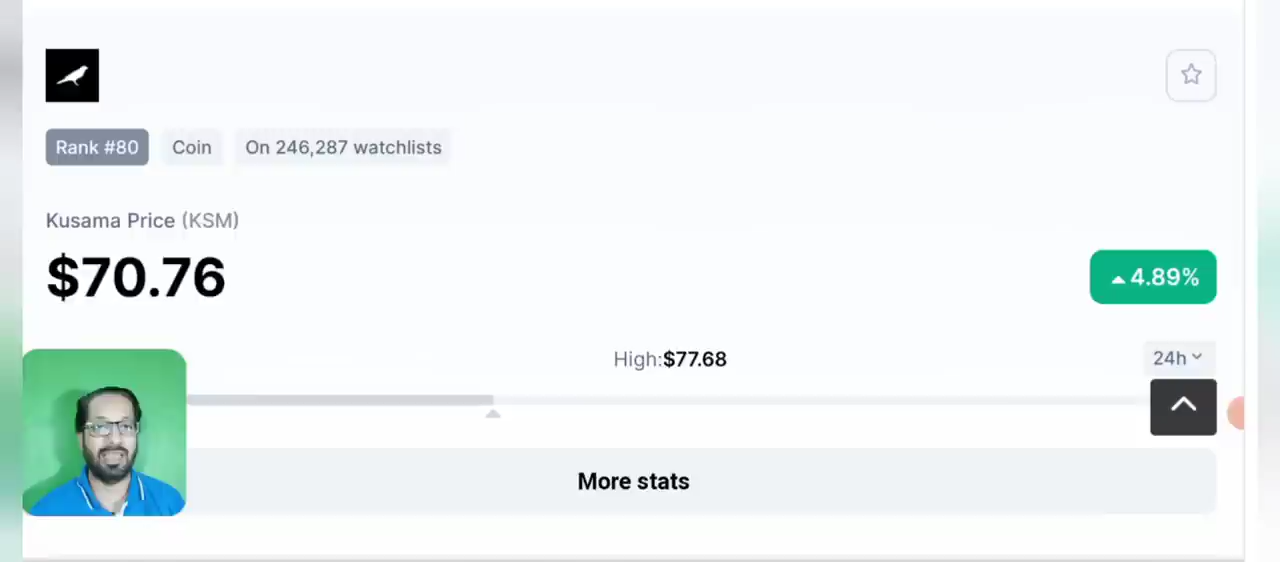 Rank #80 Coin On 246,287 watchlists
Kusama Price (KSM)
$70.76 4.89%
High:$77.68 24h
More stats